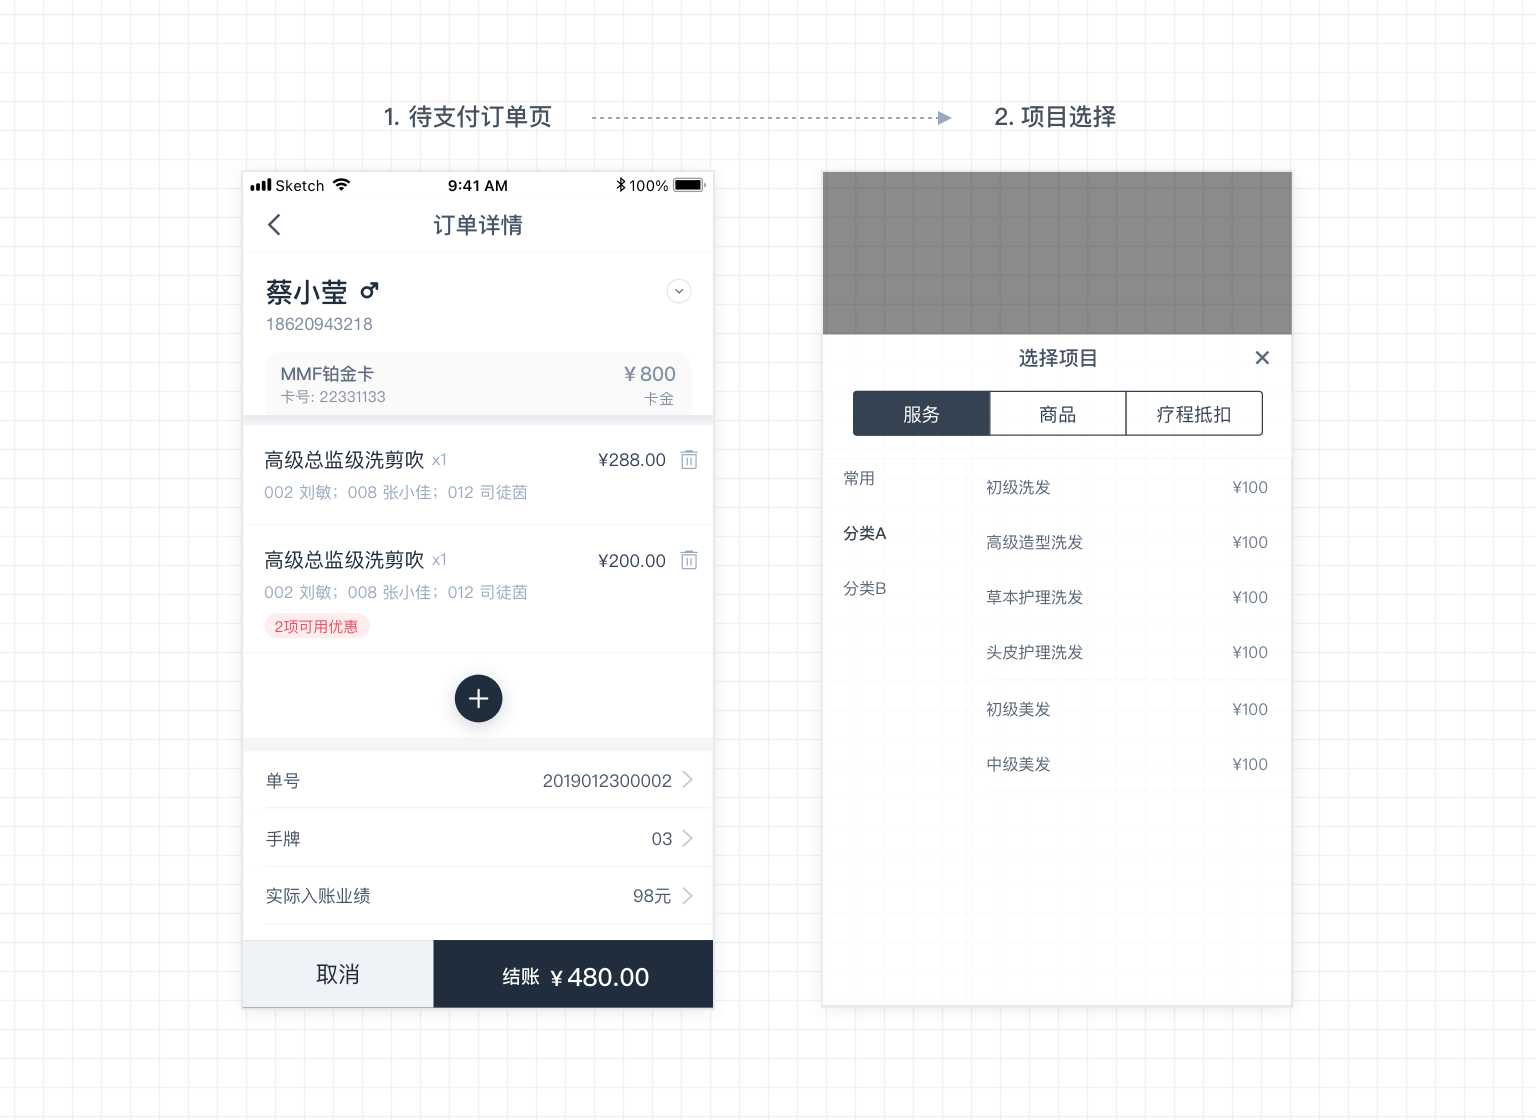 1. 待支付订单页
2. 项目选择
Sketch
9:41 AM
100%
订单详情
蔡小莹
18620943218
MMF铂金卡
¥ 800
卡号: 22331133
卡金
高级总监级洗剪吹 x1
¥288.00
002 刘敏；008 张小佳；012 司徒茵
高级总监级洗剪吹 x1
¥200.00
002 刘敏；008 张小佳；012 司徒茵
2项可用优惠
单号
2019012300002
手牌
03
实际入账业绩
98元
取消
结账 ¥ 480.00
选择项目
服务
商品
疗程抵扣
常用
分类A
分类B
初级洗发
¥100
高级造型洗发
¥100
草本护理洗发
¥100
头皮护理洗发
¥100
初级美发
¥100
中级美发
¥100